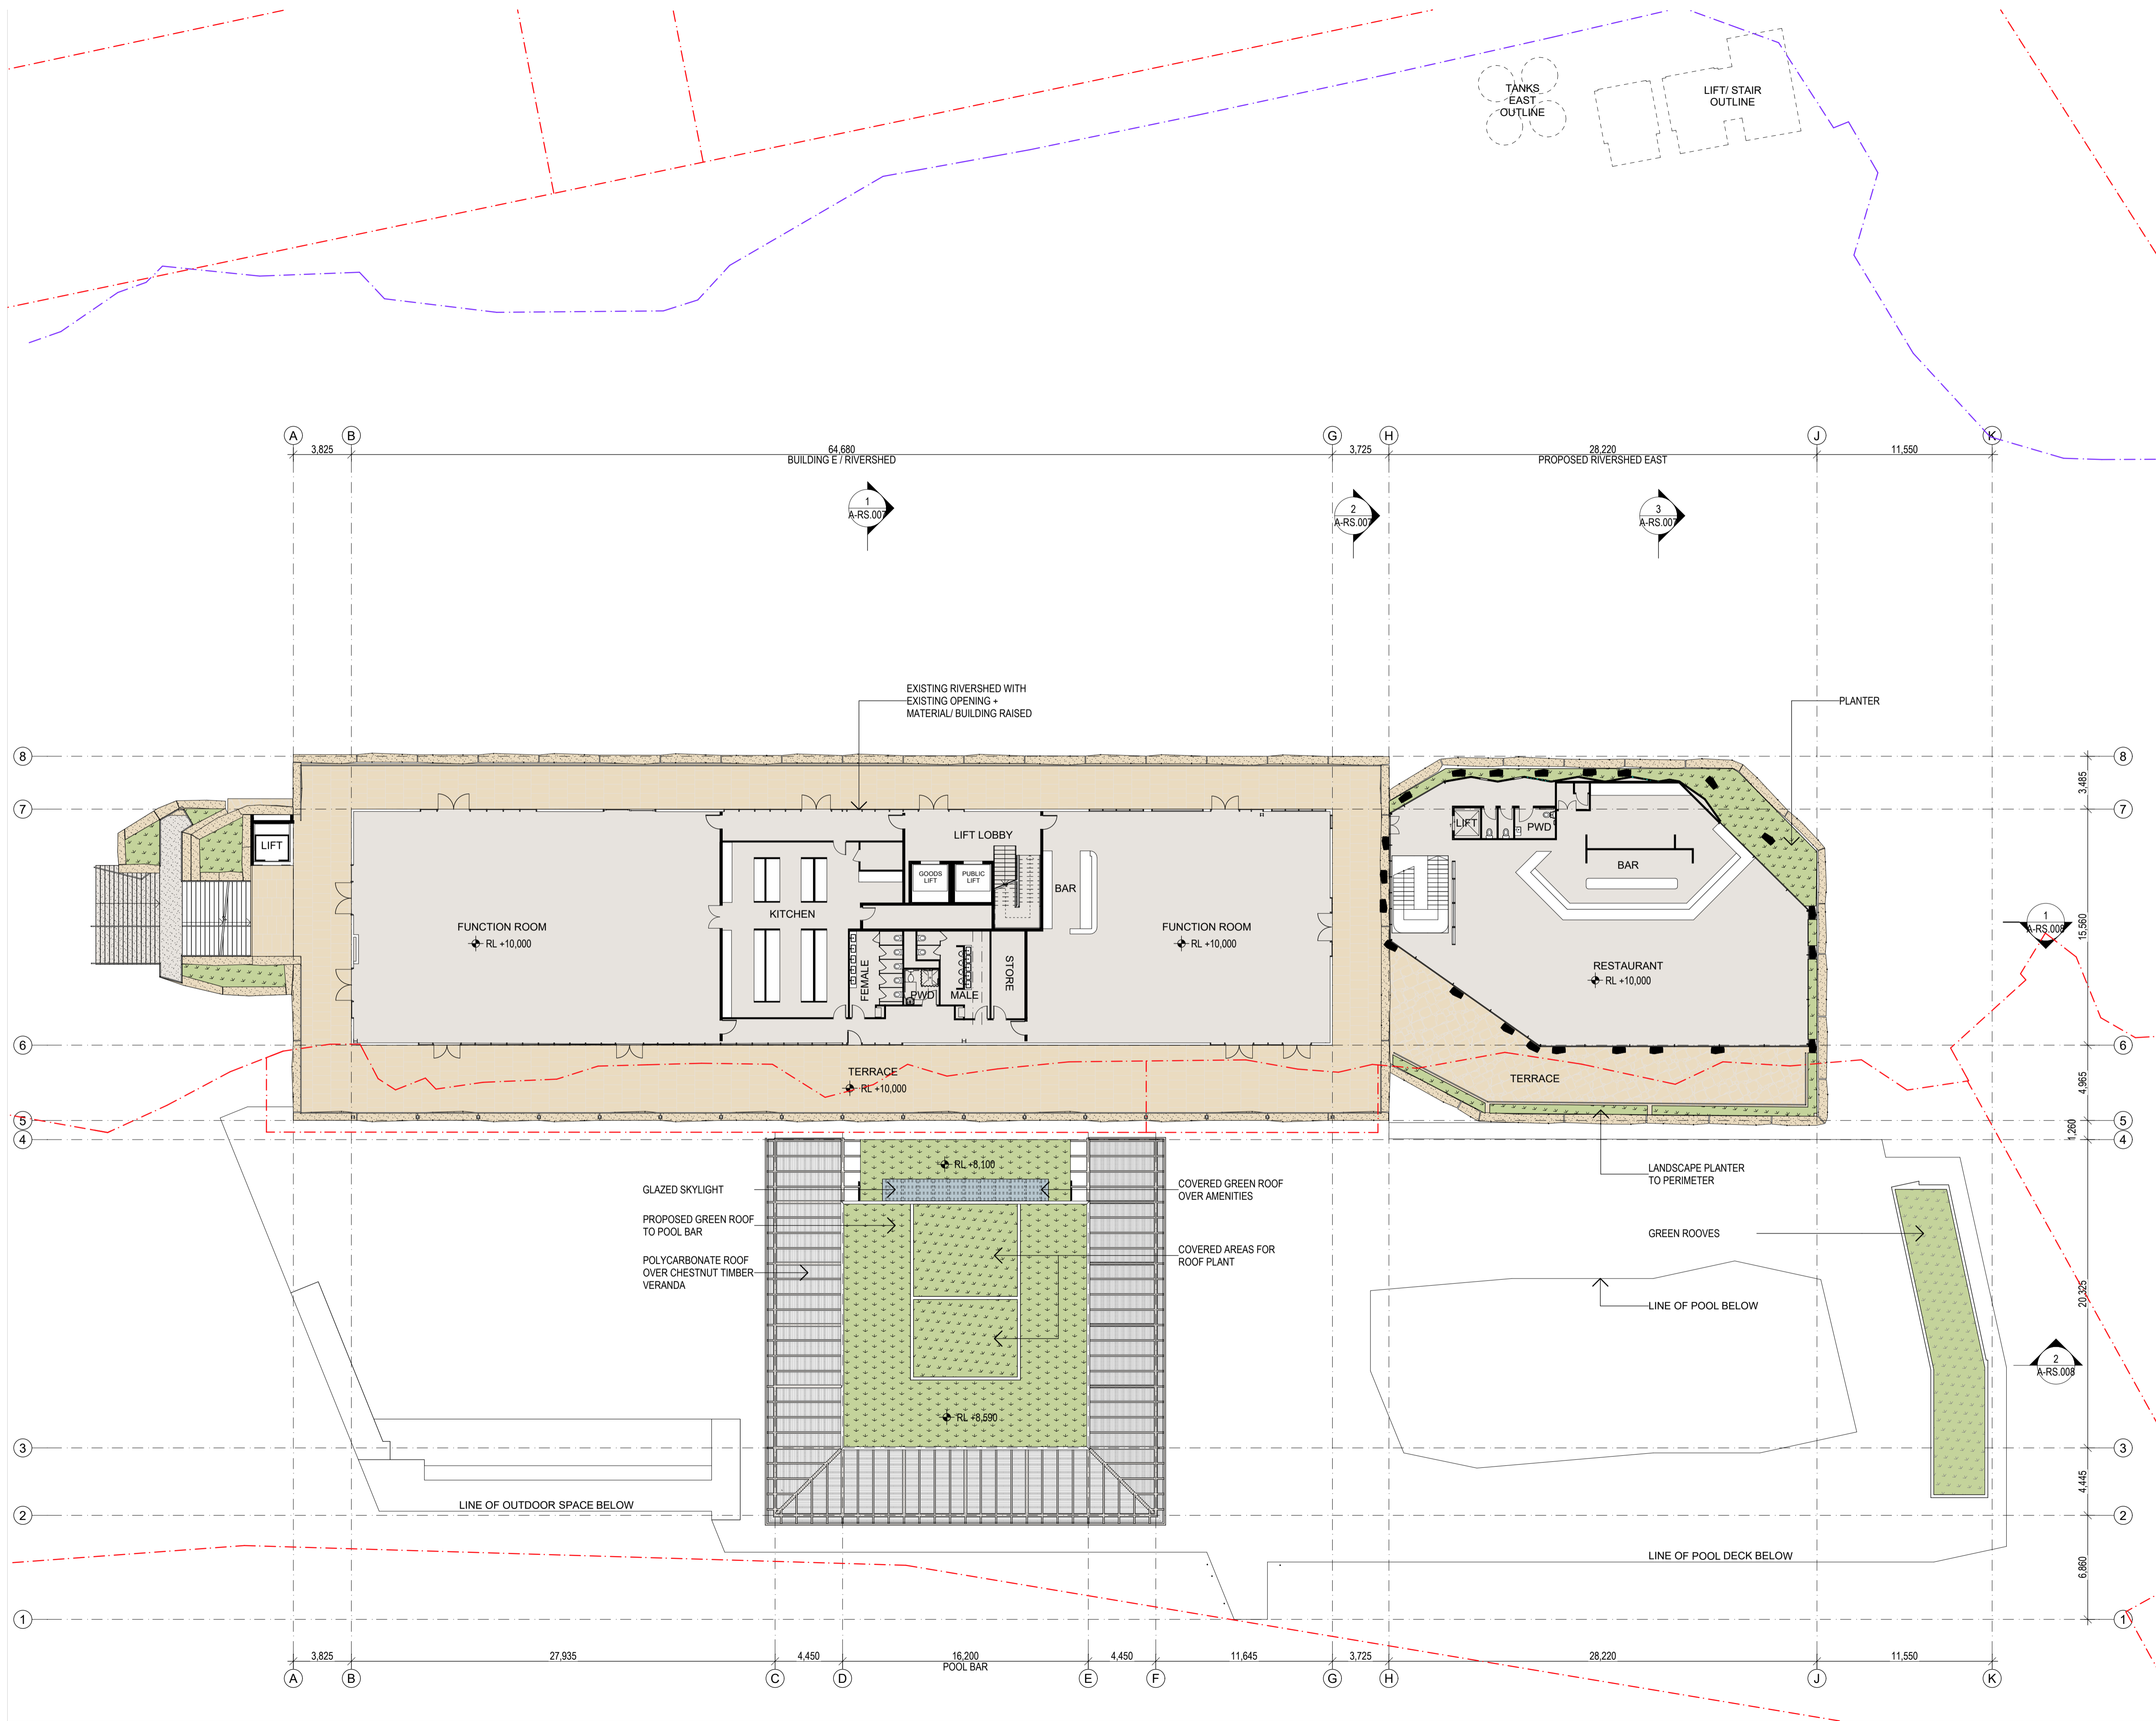 TANKS
EAST
OUTLINE
LIFT/ STAIR
OUTLINE
A
B
G
H
J
K
3,825
64,680
3,725
28,220
11,550
BUILDING E / RIVERSHED
PROPOSED RIVERSHED EAST
1
A-RS.007
2
A-RS.007
3
A-RS.007
EXISTING RIVERSHED WITH
EXISTING OPENING +
MATERIAL/ BUILDING RAISED
PLANTER
8
8
3,485
7
7
LIFT
LIFT LOBBY
GOODS
LIFT
PUBLIC
LIFT
BAR
KITCHEN
FUNCTION ROOM
RL +10,000
FUNCTION ROOM
RL +10,000
FEMALE
PWD
MALE
STORE
LIFT
PWD
BAR
RESTAURANT
RL +10,000
1
A-RS.008
15,560
6
6
TERRACE
RL +10,000
TERRACE
4,965
5
5
1,260
4
4
RL +8,100
GLAZED SKYLIGHT
COVERED GREEN ROOF
OVER AMENITIES
LANDSCAPE PLANTER
TO PERIMETER
PROPOSED GREEN ROOF
TO POOL BAR
GREEN ROOVES
COVERED AREAS FOR
ROOF PLANT
POLYCARBONATE ROOF
OVER CHESTNUT TIMBER
VERANDA
LINE OF POOL BELOW
20,325
2
A-RS.008
RL +8,590
3
3
4,445
LINE OF OUTDOOR SPACE BELOW
2
2
LINE OF POOL DECK BELOW
6,860
1
1
3,825
27,935
4,450
16,200
4,450
11,645
3,725
28,220
11,550
POOL BAR
A
B
C
D
E
F
G
H
J
K